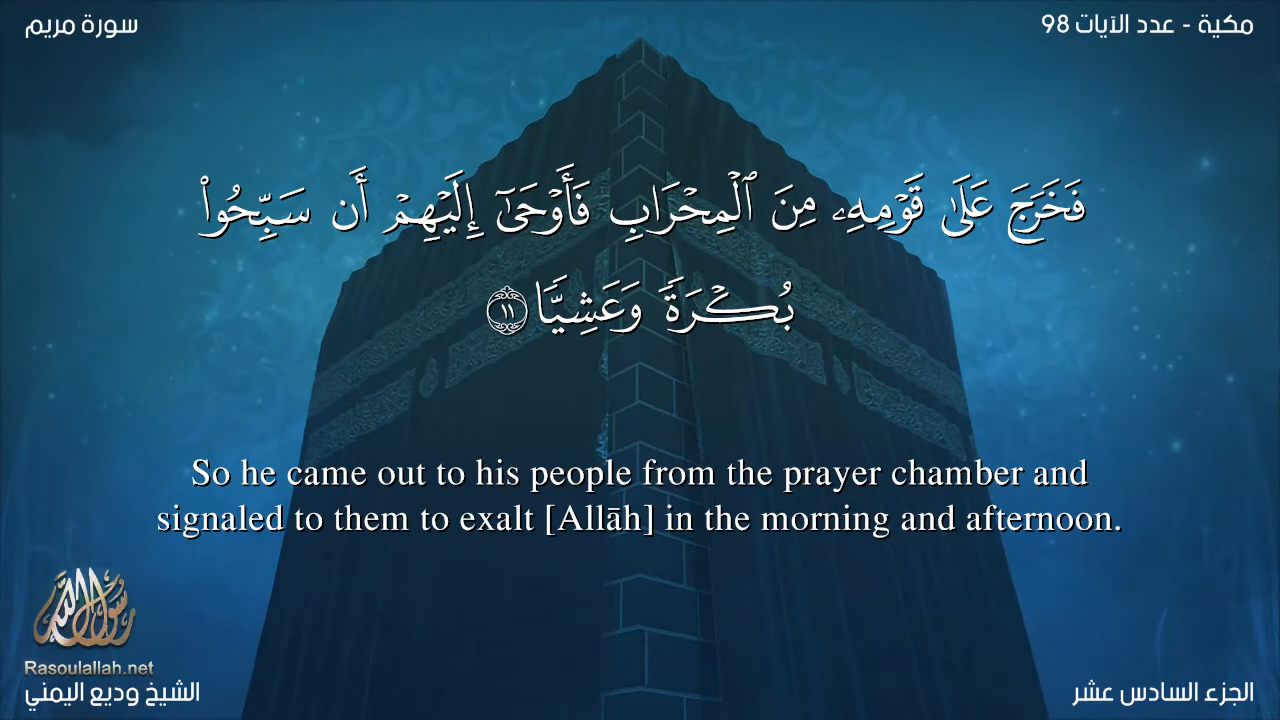 مكية - عدد الآيات 98
سورة مريم
فَخَرَجَ عَلَىٰ قَوْمِهِۦ مِنَ ٱلْمِحْرَابِ فَأَوْحَىٰٓ إِلَيْهِمْ أَن سَبِّحُوا۟
بُكْرَةًۭ وَعَشِيًّۭا ١١
So he came out to his people from the prayer chamber and
signaled to them to exalt [Allāh] in the morning and afternoon.
رسول الله
Rasoulallah.net
الجزء السادس عشر
الشيخ وديع اليمني